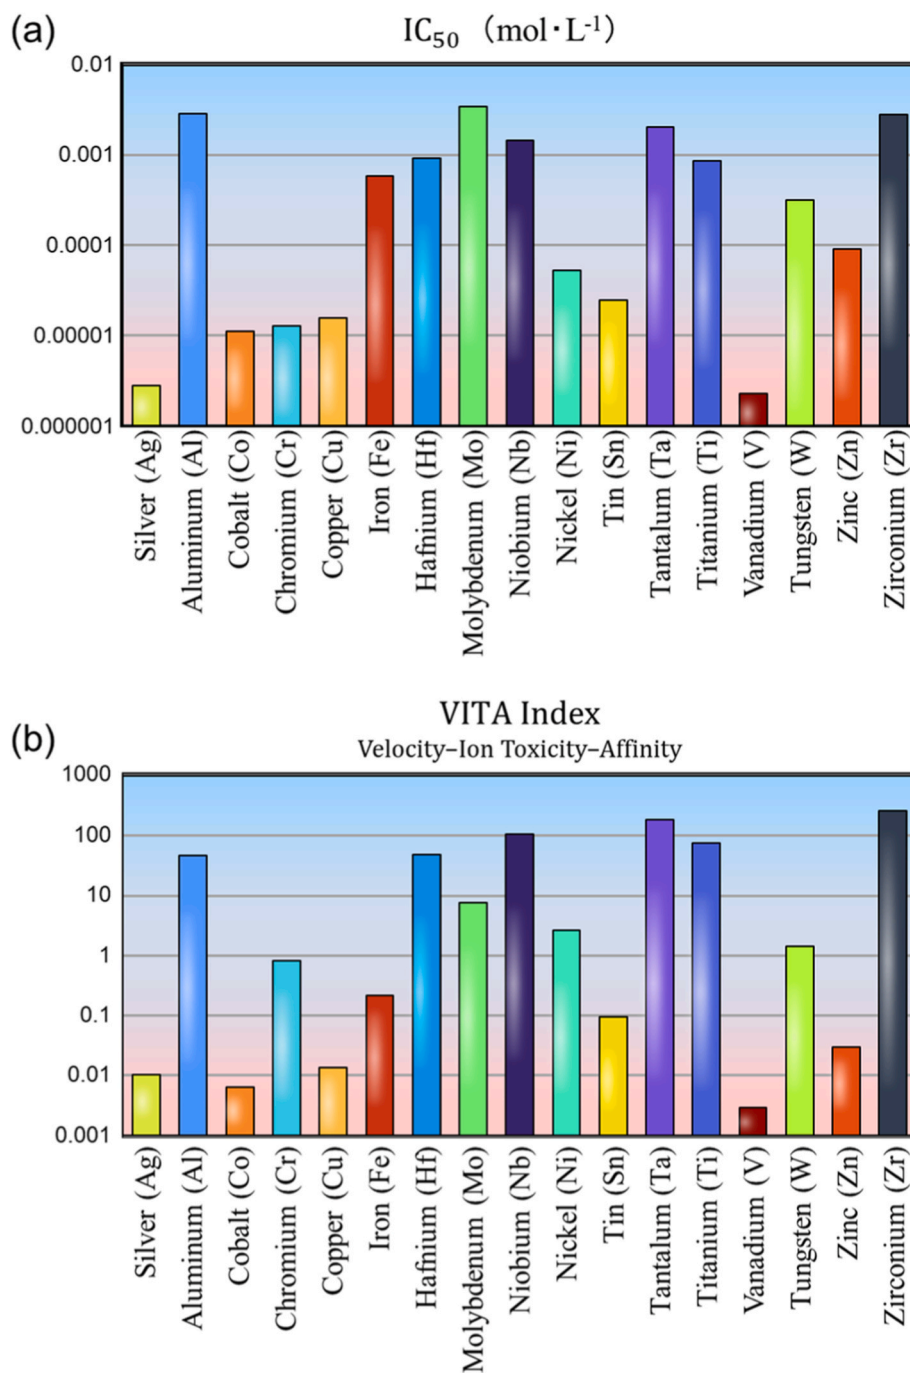 (a)
IC50 (mol·L-1)
0.01
0.001
0.0001
0.00001
0.000001
Silver (Ag)
Aluminum (Al)
Cobalt (Co)
Chromium (Cr)
Copper (Cu)
Iron (Fe)
Hafnium (Hf)
Molybdenum (Mo)
Niobium (Nb)
Nickel (Ni)
Tin (Sn)
Tantalum (Ta)
Titanium (Ti)
Vanadium (V)
Tungsten (W)
Zinc (Zn)
Zirconium (Zr)
(b)
VITA Index
Velocity–Ion Toxicity–Affinity
1000
100
10
1
0.1
0.01
0.001
Silver (Ag)
Aluminum (Al)
Cobalt (Co)
Chromium (Cr)
Copper (Cu)
Iron (Fe)
Hafnium (Hf)
Molybdenum (Mo)
Niobium (Nb)
Nickel (Ni)
Tin (Sn)
Tantalum (Ta)
Titanium (Ti)
Vanadium (V)
Tungsten (W)
Zinc (Zn)
Zirconium (Zr)